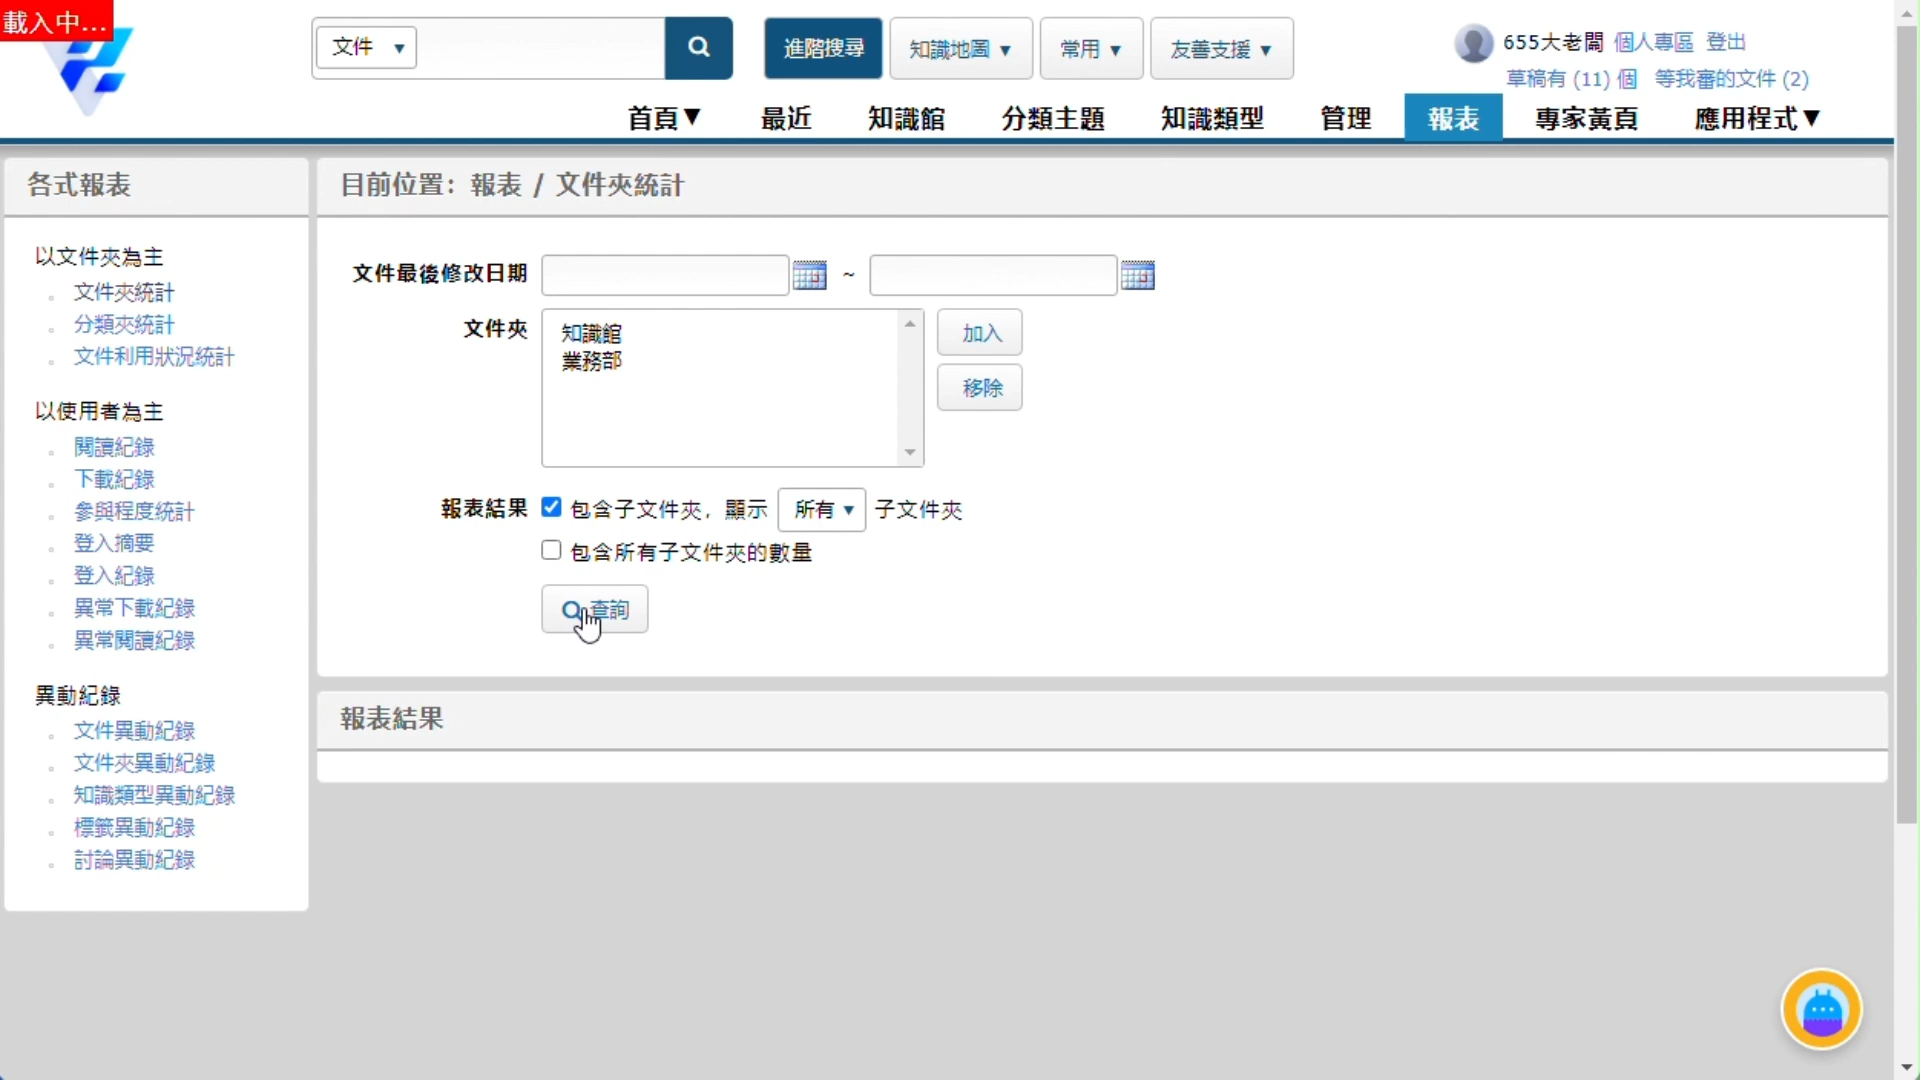 載入中...
文件 ▼
進階搜尋
知識地圖 ▼
常用 ▼
友善支援 ▼
655大老闆 個人專區 登出
草稿有 (11) 個 等我審的文件 (2)
首頁▼ 最近 知識館 分類主題 知識類型 管理 報表 專家黃頁 應用程式▼
各式報表
以文件夾為主
文件夾統計
分類夾統計
文件利用狀況統計
以使用者為主
閱讀紀錄
下載紀錄
參與程度統計
登入摘要
登入紀錄
異常下載紀錄
異常閱讀紀錄
異動紀錄
文件異動紀錄
文件夾異動紀錄
知識類型異動紀錄
標籤異動紀錄
討論異動紀錄
目前位置: 報表 / 文件夾統計
文件最後修改日期 ~
文件夾
知識館
業務部
加入
移除
報表結果 包含子文件夾, 顯示 所有 ▼ 子文件夾
包含所有子文件夾的數量
查詢
報表結果